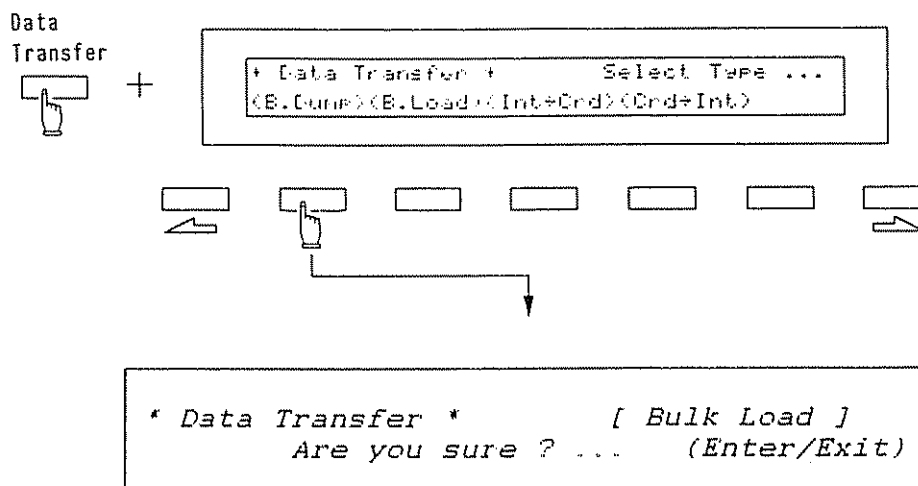 Data
Transfer
+
* Data Transfer * Select Type ...
(B.Dump)(B.Load)(Int→Crd)(Crd→Int)
* Data Transfer * [ Bulk Load ]
Are you sure ? ... (Enter/Exit)